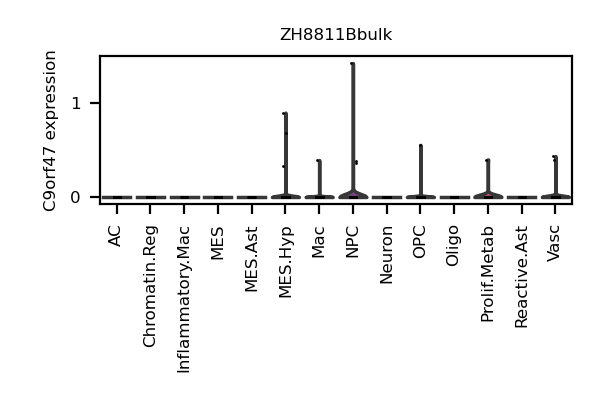 ZH8811Bbulk
C9orf47 expression
1
0
AC
Chromatin.Reg
Inflammatory.Mac
MES
MES.Ast
MES.Hyp
Mac
NPC
Neuron
OPC
Oligo
Prolif.Metab
Reactive.Ast
Vasc